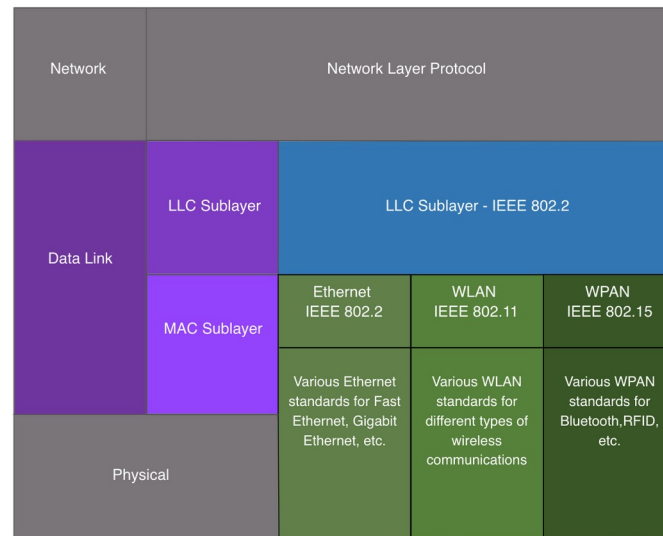 Network
Network Layer Protocol
Data Link
LLC Sublayer
LLC Sublayer - IEEE 802.2
MAC Sublayer
Ethernet
IEEE 802.2
WLAN
IEEE 802.11
WPAN
IEEE 802.15
Various Ethernet
standards for Fast
Ethernet, Gigabit
Ethernet, etc.
Various WLAN
standards for
different types of
wireless
communications
Various WPAN
standards for
Bluetooth,RFID,
etc.
Physical